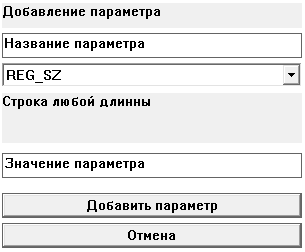 Добавление параметра
Название параметра
REG_SZ
Строка любой длинны
Значение параметра
Добавить параметр
Отмена